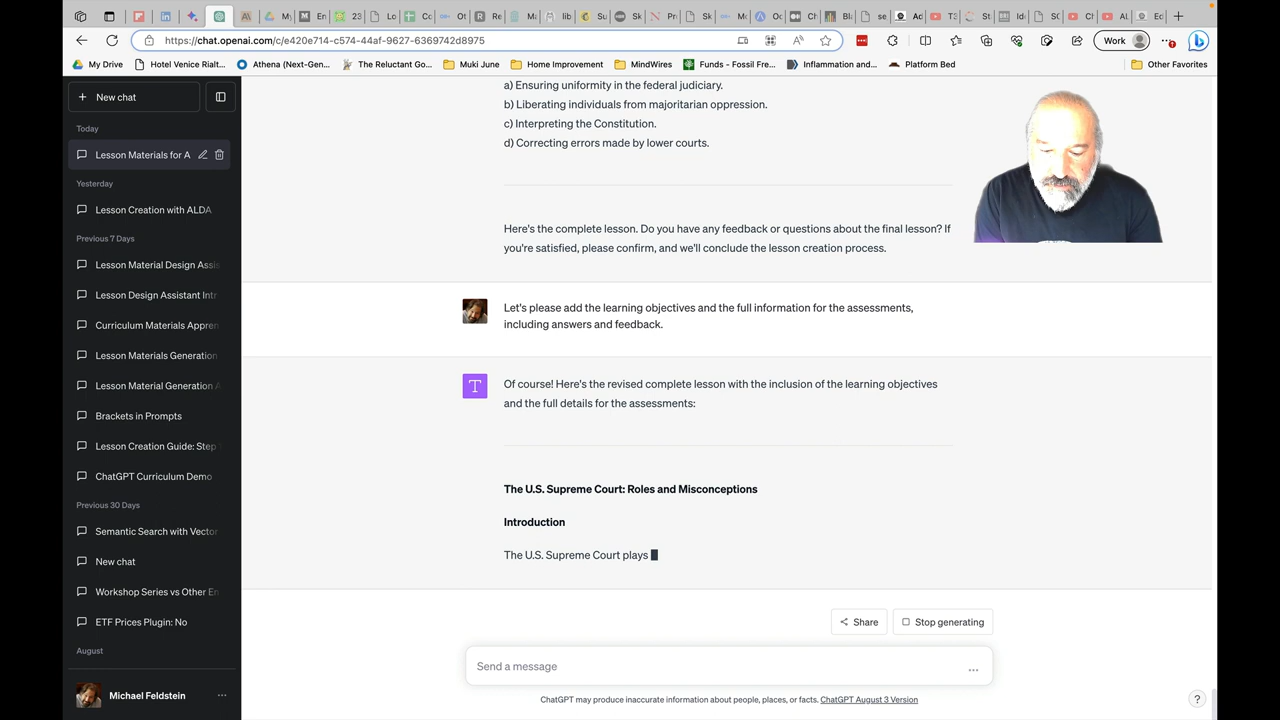 https://chat.openai.com/c/e420e714-c574-44af-9627-6369742d8975
Work
My Drive
Hotel Venice Rialt...
Athena (Next-Gen...
The Reluctant Go...
Muki June
Home Improvement
MindWires
Funds - Fossil Free...
Inflammation and...
Platform Bed
Other Favorites
New chat
Today
Lesson Materials for A
Yesterday
Lesson Creation with ALDA
Previous 7 Days
Lesson Material Design Assis
Lesson Design Assistant Intr
Curriculum Materials Appren
Lesson Materials Generation
Lesson Material Generation A
Brackets in Prompts
Lesson Creation Guide: Step
ChatGPT Curriculum Demo
Previous 30 Days
Semantic Search with Vector
New chat
Workshop Series vs Other En
ETF Prices Plugin: No
August
Michael Feldstein
a) Ensuring uniformity in the federal judiciary.
b) Liberating individuals from majoritarian oppression.
c) Interpreting the Constitution.
d) Correcting errors made by lower courts.
Here's the complete lesson. Do you have any feedback or questions about the final lesson? If
you're satisfied, please confirm, and we'll conclude the lesson creation process.
Let's please add the learning objectives and the full information for the assessments,
including answers and feedback.
T
Of course! Here's the revised complete lesson with the inclusion of the learning objectives
and the full details for the assessments:
The U.S. Supreme Court: Roles and Misconceptions
Introduction
The U.S. Supreme Court plays
Share
Stop generating
Send a message
ChatGPT may produce inaccurate information about people, places, or facts. ChatGPT August 3 Version
?